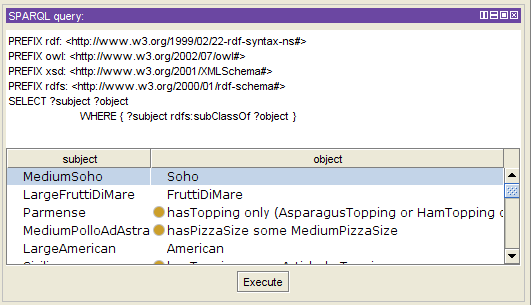 SPARQL query:
PREFIX rdf: <http://www.w3.org/1999/02/22-rdf-syntax-ns#>
PREFIX owl: <http://www.w3.org/2002/07/owl#>
PREFIX xsd: <http://www.w3.org/2001/XMLSchema#>
PREFIX rdfs: <http://www.w3.org/2000/01/rdf-schema#>
SELECT ?subject ?object
WHERE { ?subject rdfs:subClassOf ?object }
subject object
MediumSoho Soho
LargeFruttiDiMare FruttiDiMare
Parmense hasTopping only (AsparagusTopping or HamTopping o
MediumPolloAdAstra hasPizzaSize some MediumPizzaSize
LargeAmerican American
Execute